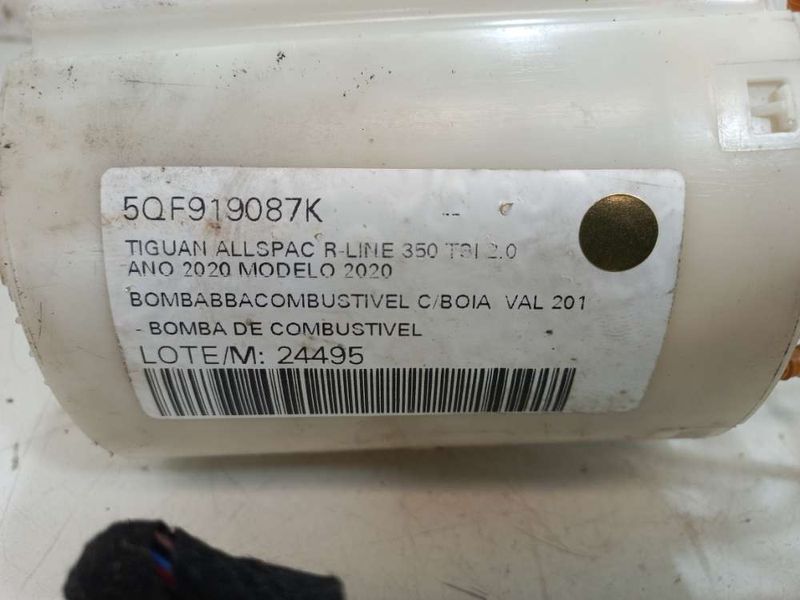 5QF919087K
TIGUAN ALLSPAC R-LINE 350 TSI 2.0
ANO 2020 MODELO 2020
BOMBABBACOMBUSTIVEL C/BOIA VAL 201
- BOMBA DE COMBUSTIVEL
LOTE/M: 24495